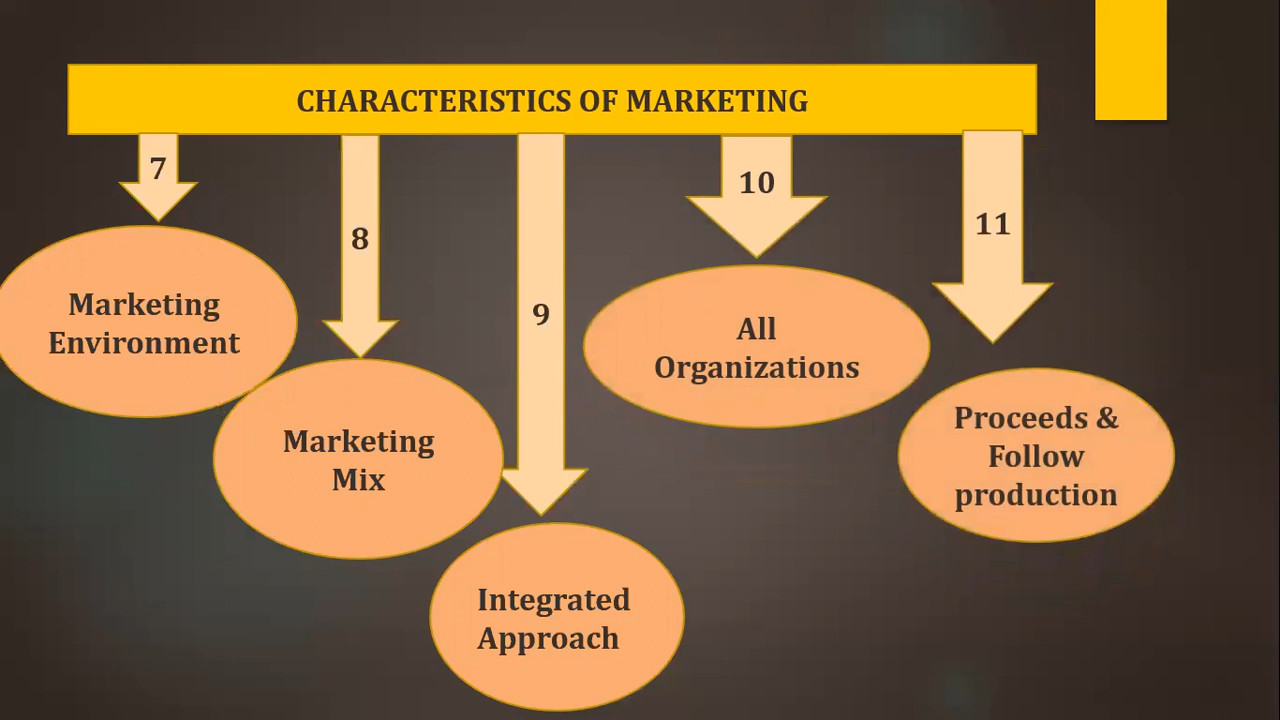 CHARACTERISTICS OF MARKETING
7
Marketing
Environment
8
Marketing
Mix
9
Integrated
Approach
10
All
Organizations
11
Proceeds &
Follow
production